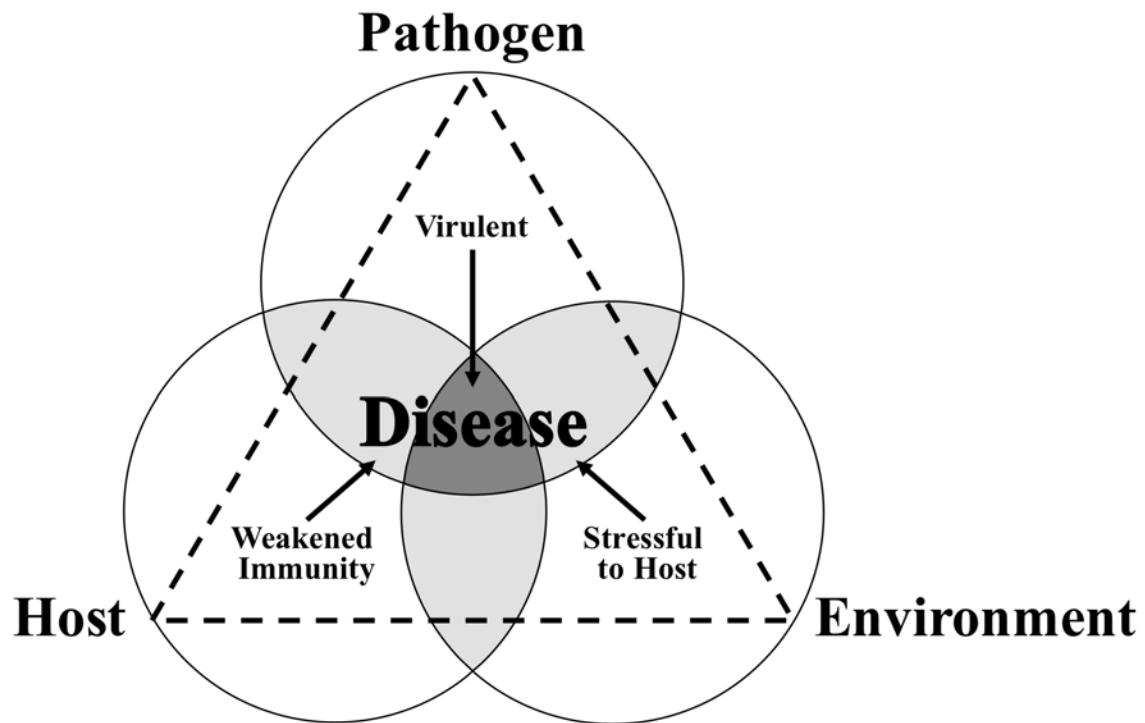 Pathogen
Virulent
Disease
Weakened
Immunity
Stressful
to Host
Host
Environment